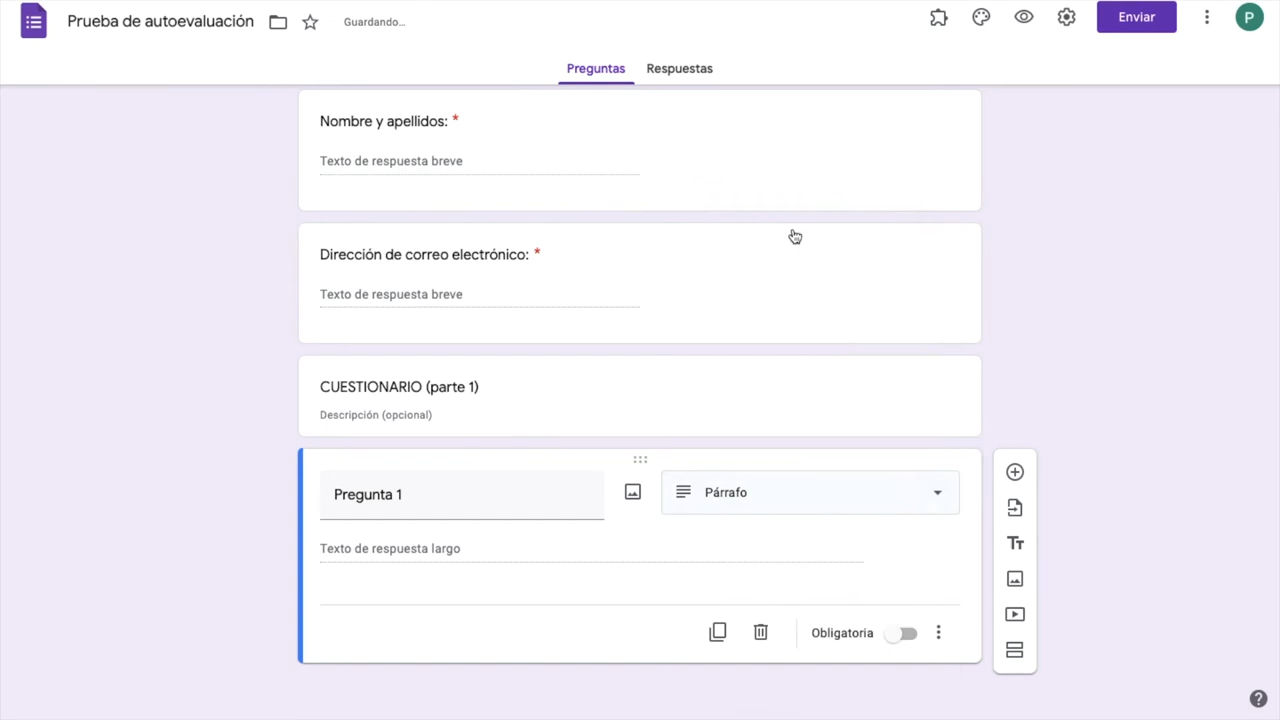 Prueba de autoevaluación
Guardando...
Enviar
P
Preguntas Respuestas
Nombre y apellidos: *
Texto de respuesta breve
Dirección de correo electrónico: *
Texto de respuesta breve
CUESTIONARIO (parte 1)
Descripción (opcional)
Pregunta 1
Párrafo
Texto de respuesta largo
Obligatoria